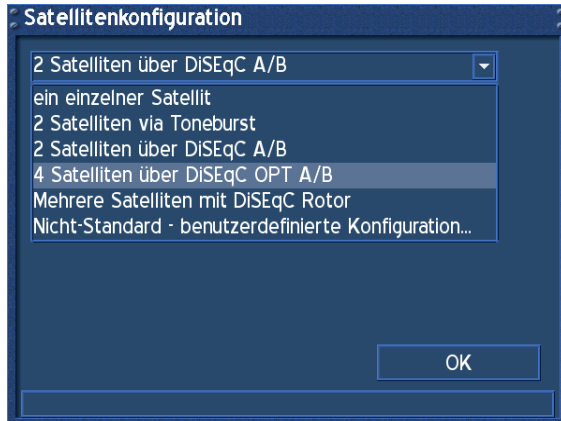 Satellitenkonfiguration
2 Satelliten über DiSEqC A/B
ein einzelner Satellit
2 Satelliten via Toneburst
2 Satelliten über DiSEqC A/B
4 Satelliten über DiSEqC OPT A/B
Mehrere Satelliten mit DiSEqC Rotor
Nicht-Standard - benutzerdefinierte Konfiguration...
OK